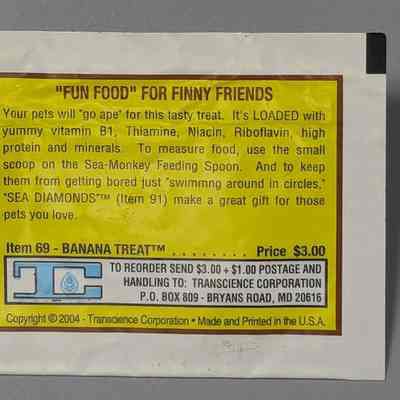 "FUN FOOD" FOR FINNY FRIENDS
Your pets will "go ape" for this tasty treat. It's LOADED with
yummy vitamin B1, Thiamine, Niacin, Riboflavin, high
protein and minerals. To measure food, use the small
scoop on the Sea-Monkey Feeding Spoon. And to keep
them from getting bored just "swimmng around in circles,"
"SEA DIAMONDS"™ (Item 91) make a great gift for those
pets you love.
Item 69 - BANANA TREAT™ ......... Price $3.00
TO REORDER SEND $3.00 + $1.00 POSTAGE AND
HANDLING TO: TRANSCIENCE CORPORATION
P.O. BOX 809 - BRYANS ROAD, MD 20616
Copyright © 2004 - Transcience Corporation • Made and Printed in the U.S.A.